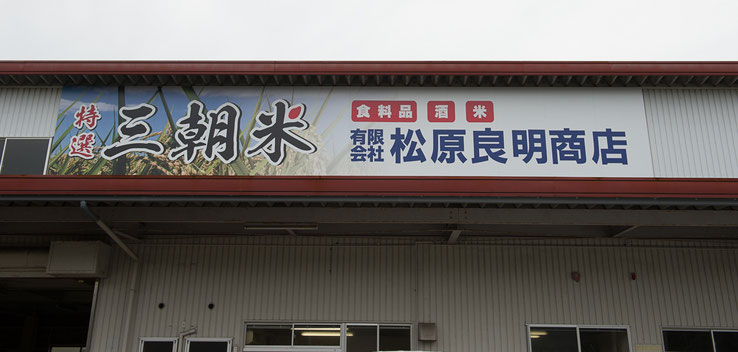 特選
三朝米
食料品 酒 米
有限会社 松原良明商店